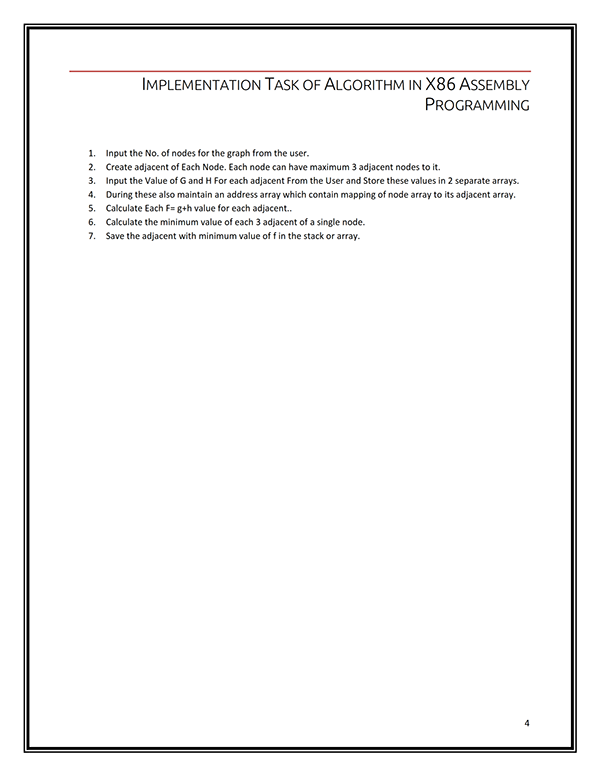 IMPLEMENTATION TASK OF ALGORITHM IN X86 ASSEMBLY
PROGRAMMING
1. Input the No. of nodes for the graph from the user.
2. Create adjacent of Each Node. Each node can have maximum 3 adjacent nodes to it.
3. Input the Value of G and H For each adjacent From the User and Store these values in 2 separate arrays.
4. During these also maintain an address array which contain mapping of node array to its adjacent array.
5. Calculate Each F= g+h value for each adjacent..
6. Calculate the minimum value of each 3 adjacent of a single node.
7. Save the adjacent with minimum value of f in the stack or array.
4